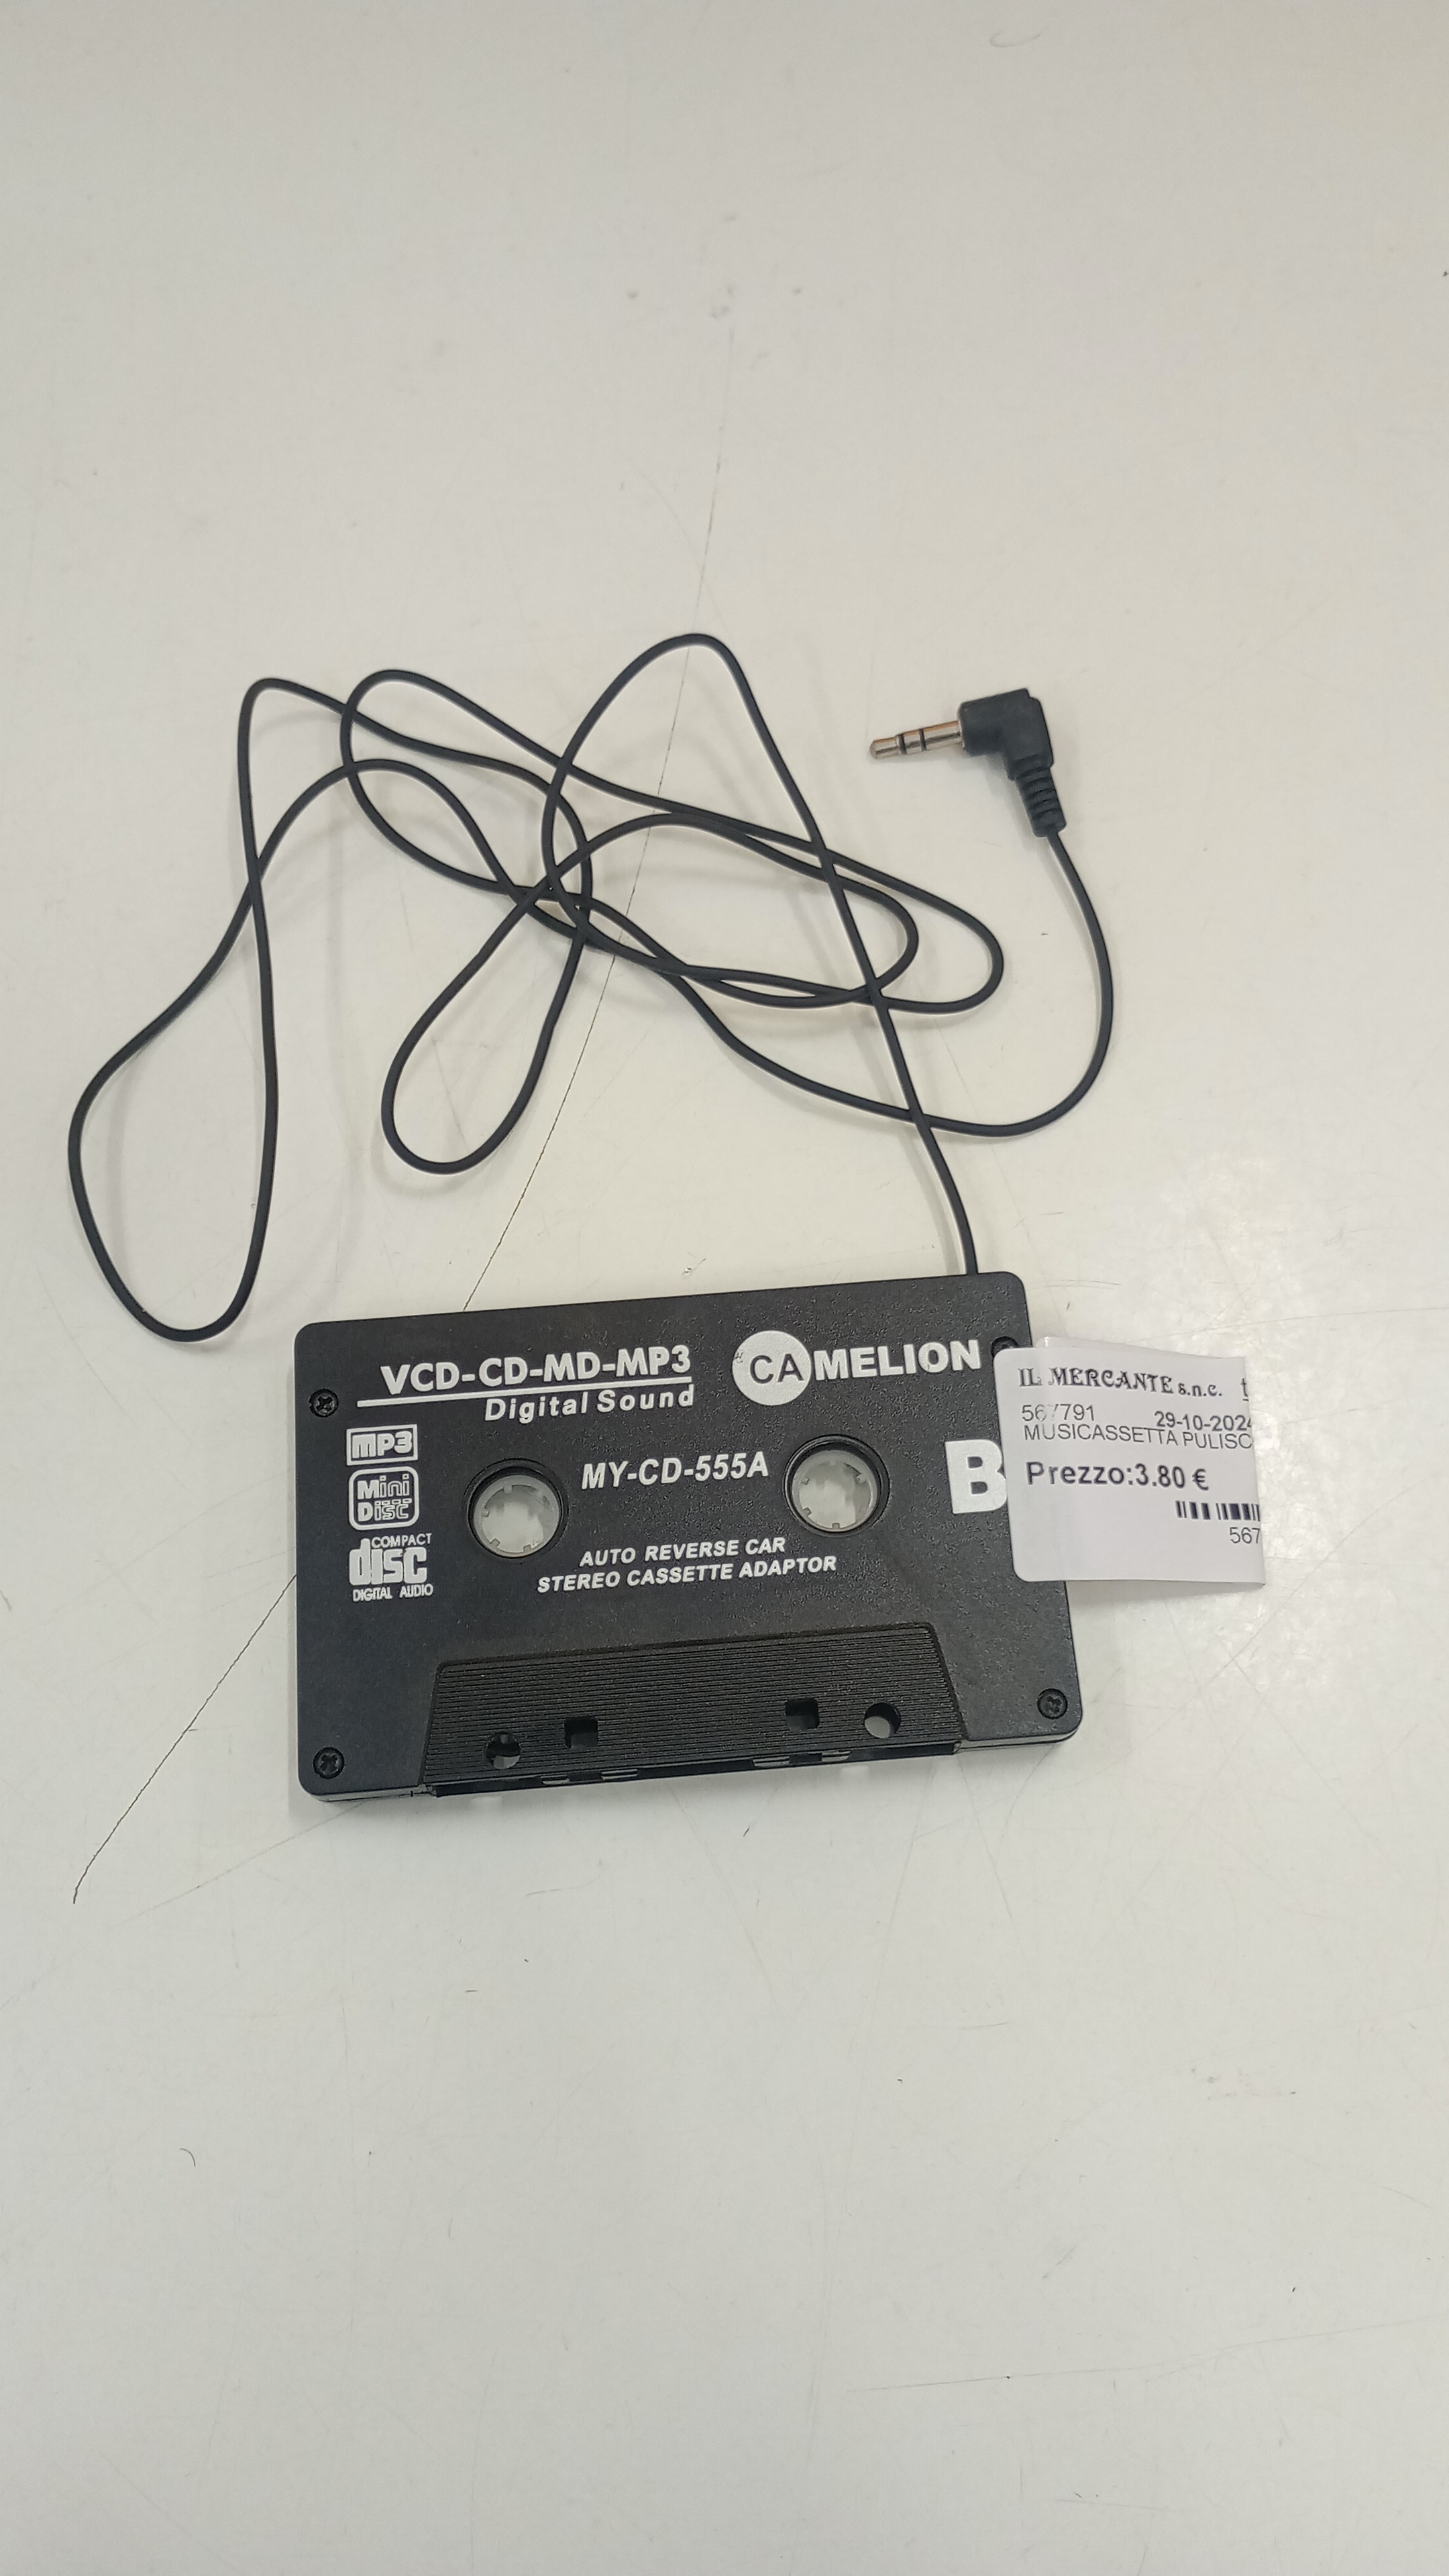 VCD-CD-MD-MP3
Digital Sound
CAMELION
MP3
Mini
Disc
COMPACT
disc
DIGITAL AUDIO
MY-CD-555A
B
AUTO REVERSE CAR
STEREO CASSETTE ADAPTOR
IL MERCANTE s.n.c.
567791 29-10-2024
MUSICASSETTA PULISC
Prezzo:3.80 €
567